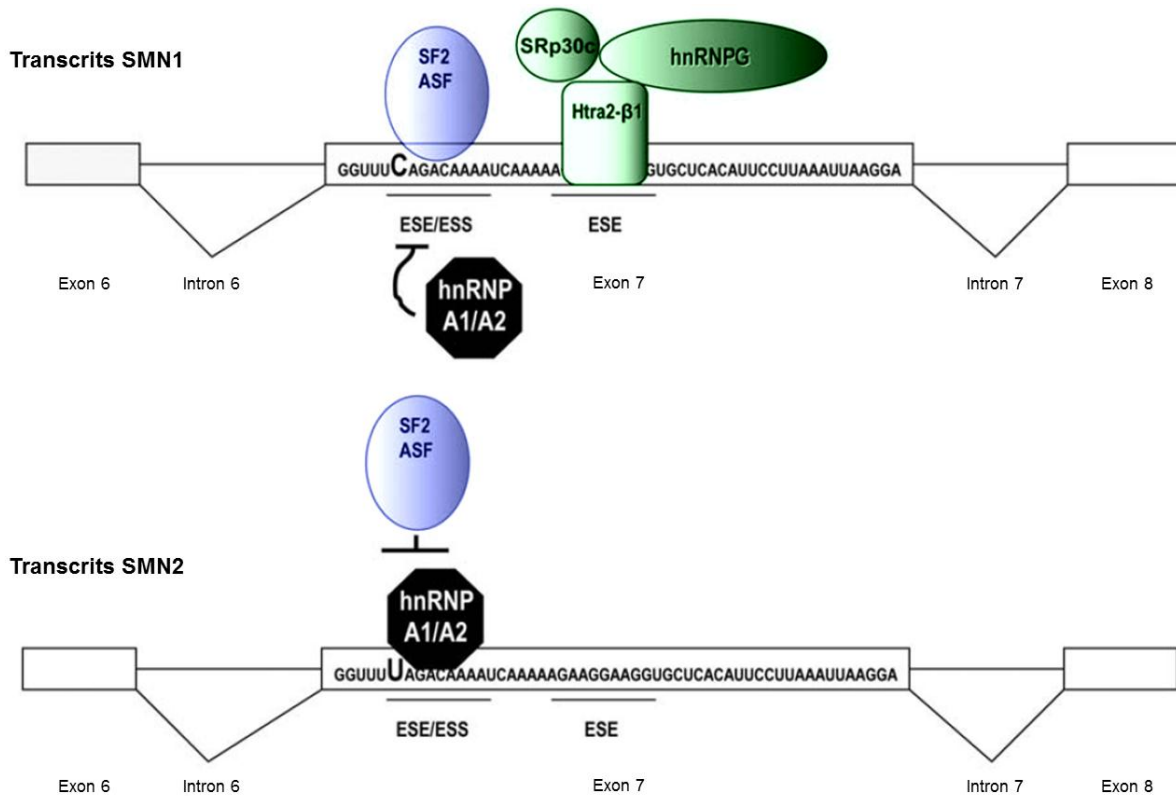 Transcrits SMN1
SF2
ASF
SRp30c
hnRNPG
Htra2-β1
GGUUUCAGACAAAAUCAAAAA
GUGCUCACAUUCCUUAAAUUAAGGA
ESE/ESS
ESE
hnRNP
A1/A2
Exon 6
Intron 6
Exon 7
Intron 7
Exon 8
SF2
ASF
Transcrits SMN2
hnRNP
A1/A2
GGUUUUAGACAAAAUCAAAAAGAAGGAAGGUGCUCACAUUCCUUAAAUUAAGGA
ESE/ESS
ESE
Exon 6
Intron 6
Exon 7
Intron 7
Exon 8